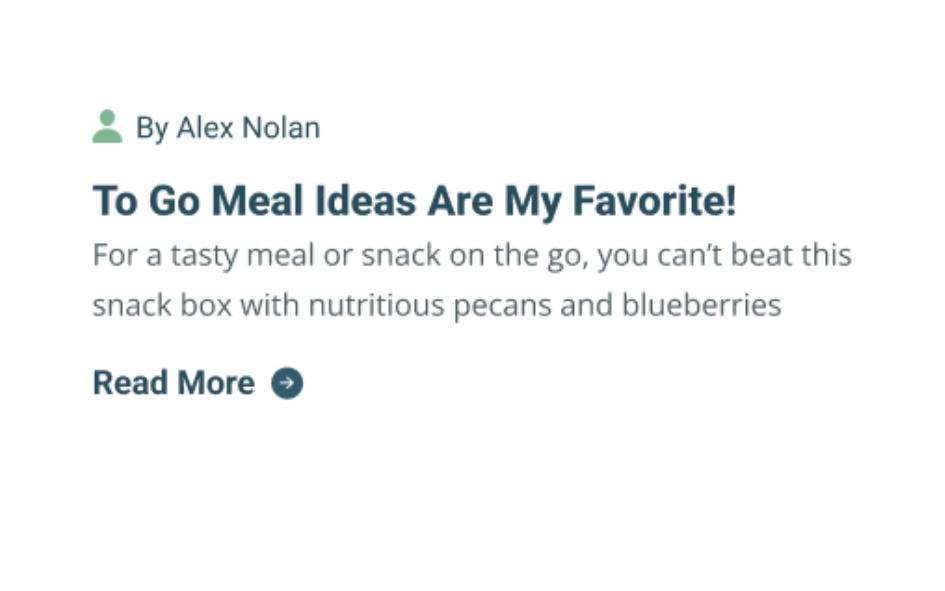 By Alex Nolan
To Go Meal Ideas Are My Favorite!
For a tasty meal or snack on the go, you can’t beat this
snack box with nutritious pecans and blueberries
Read More